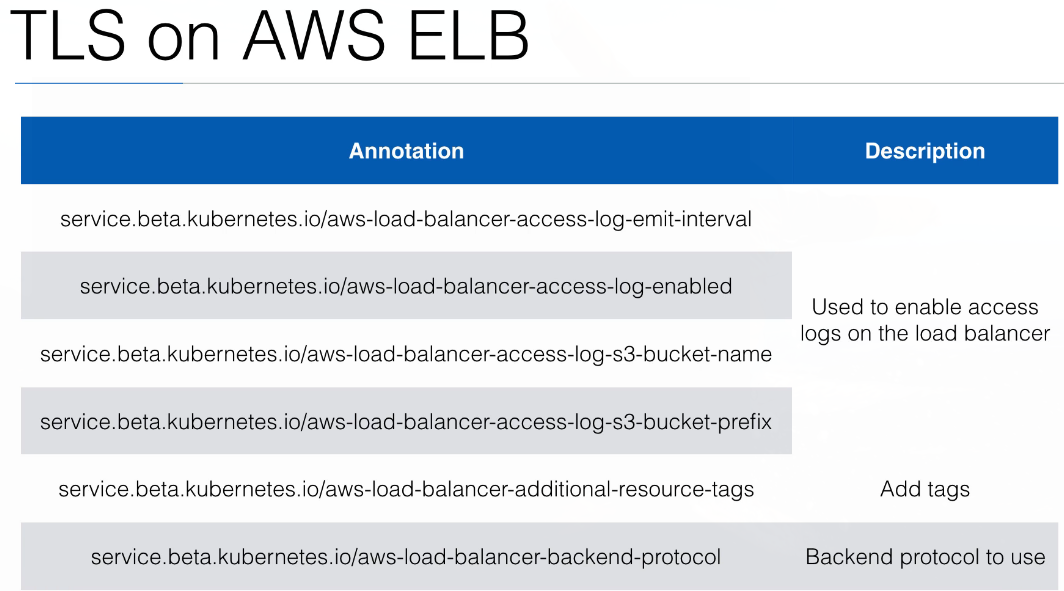 TLS on AWS ELB
Annotation
Description
service.beta.kubernetes.io/aws-load-balancer-access-log-emit-interval
service.beta.kubernetes.io/aws-load-balancer-access-log-enabled
Used to enable access
logs on the load balancer
service.beta.kubernetes.io/aws-load-balancer-access-log-s3-bucket-name
service.beta.kubernetes.io/aws-load-balancer-access-log-s3-bucket-prefix
service.beta.kubernetes.io/aws-load-balancer-additional-resource-tags
Add tags
service.beta.kubernetes.io/aws-load-balancer-backend-protocol
Backend protocol to use